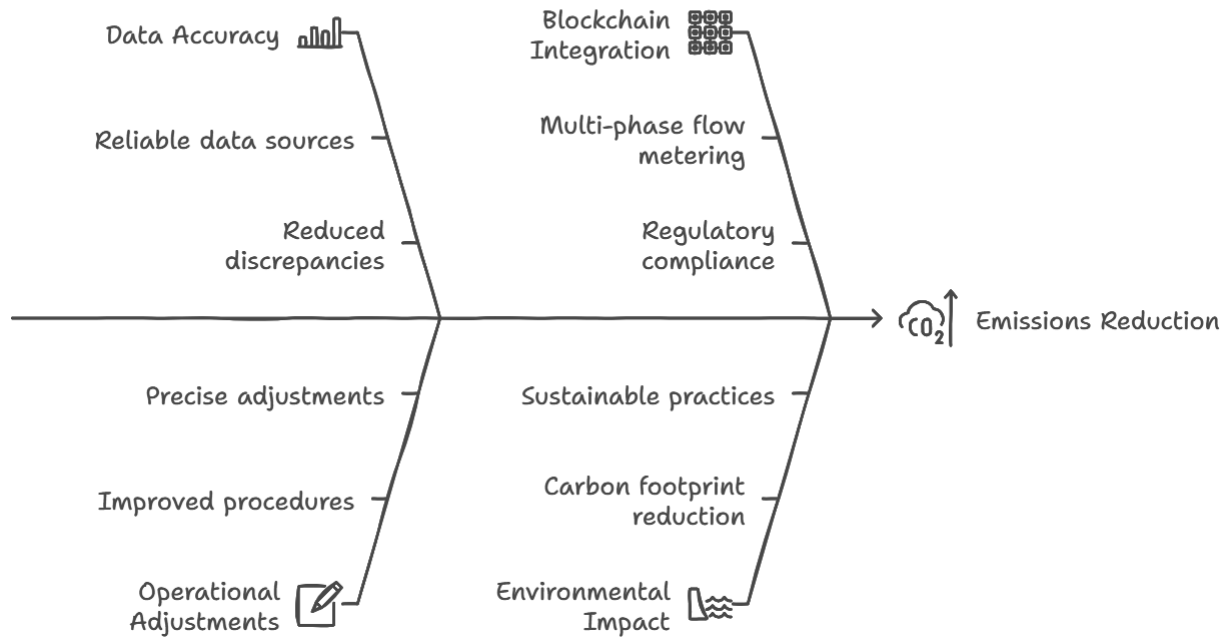 Data Accuracy
Reliable data sources
Reduced
discrepancies
Blockchain
Integration
Multi-phase flow
metering
Regulatory
compliance
CO2
Emissions Reduction
Precise adjustments
Improved procedures
Operational
Adjustments
Sustainable practices
Carbon footprint
reduction
Environmental
Impact